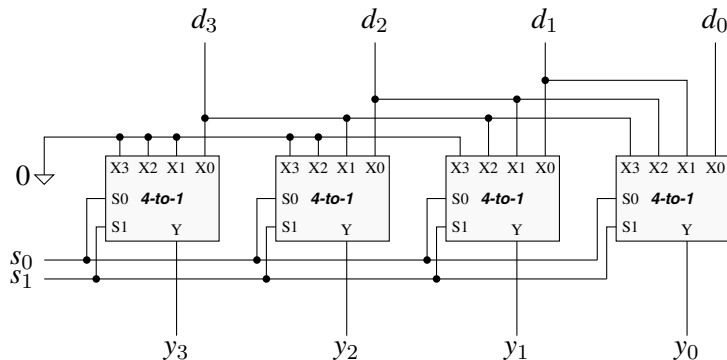 d3 d2 d1 d0
0
X3 X2 X1 X0 X3 X2 X1 X0 X3 X2 X1 X0 X3 X2 X1 X0
S0 4-to-1 S0 4-to-1 S0 4-to-1 S0 4-to-1
S1 Y S1 Y S1 Y S1 Y
s0
s1
y3 y2 y1 y0